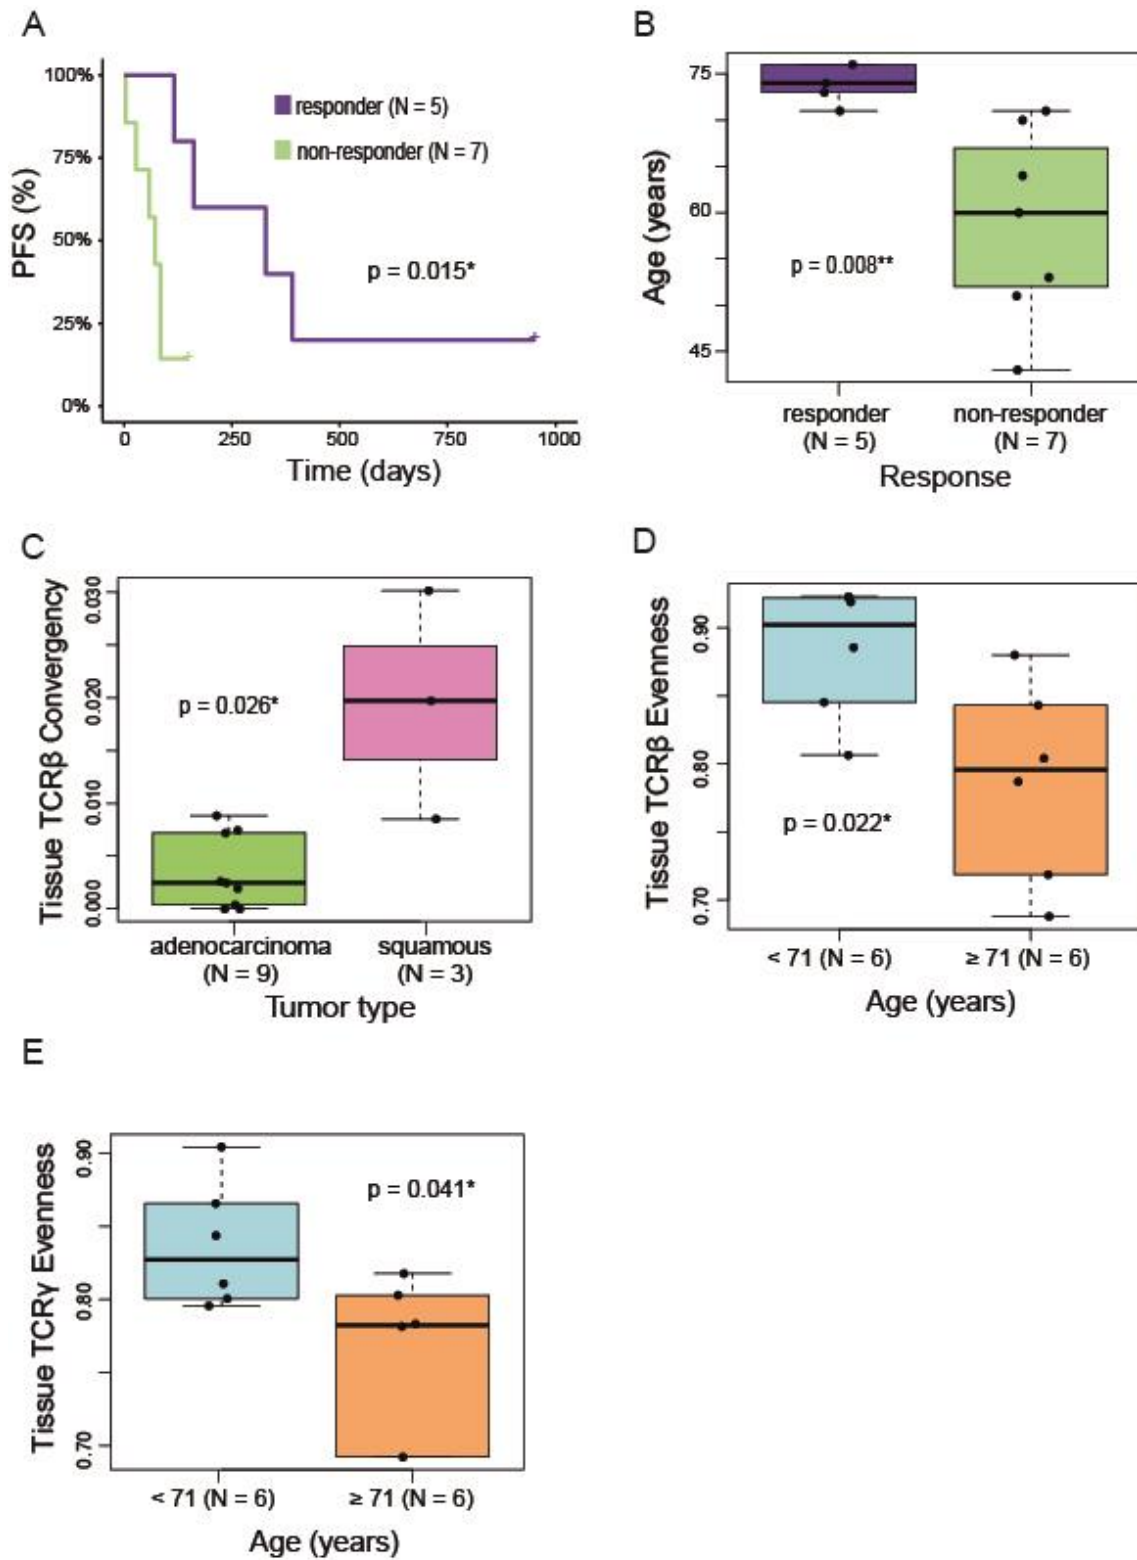 A
100%
75%
50%
25%
0%
PFS (%)
responder (N = 5)
non-responder (N = 7)
p = 0.015*
0 250 500 750 1000
Time (days)
B
75
60
45
Age (years)
p = 0.008**
responder non-responder
(N = 5) (N = 7)
Response
C
0.030
0.020
0.010
0.000
Tissue TCRβ Convergency
p = 0.026*
adenocarcinoma squamous
(N = 9) (N = 3)
Tumor type
D
0.90
0.80
0.70
Tissue TCRβ Evenness
p = 0.022*
< 71 (N = 6) ≥ 71 (N = 6)
Age (years)
E
0.90
0.80
0.70
Tissue TCRγ Evenness
p = 0.041*
< 71 (N = 6) ≥ 71 (N = 6)
Age (years)